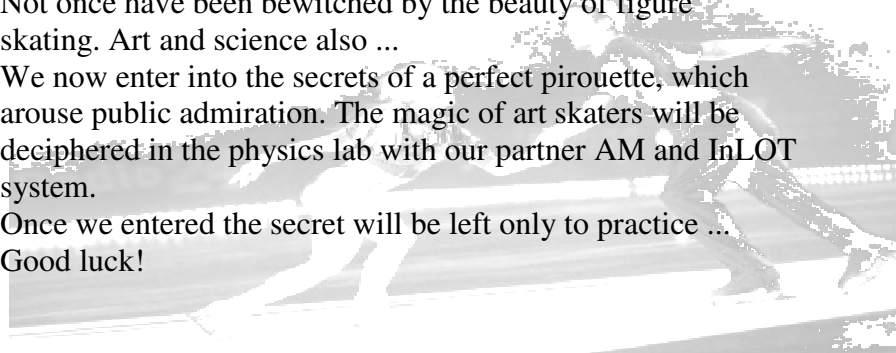 Not once have been bewitched by the beauty of figure
skating. Art and science also ...
We now enter into the secrets of a perfect pirouette, which
arouse public admiration. The magic of art skaters will be
deciphered in the physics lab with our partner AM and InLOT
system.
Once we entered the secret will be left only to practice ...
Good luck!